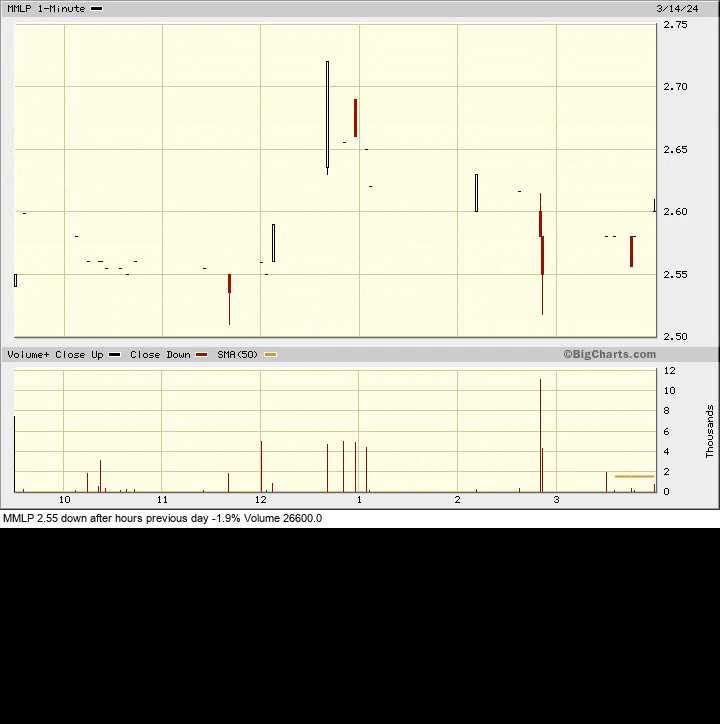 MMLP 1-Minute 3/14/24
2.75
2.70
2.65
2.60
2.55
2.50
Volume+ Close Up Close Down SMA(50) ©BigCharts.com
12
10
8
6
4
2
0
Thousands
10 11 12 1 2 3
MMLP 2.55 down after hours previous day -1.9% Volume 26600.0